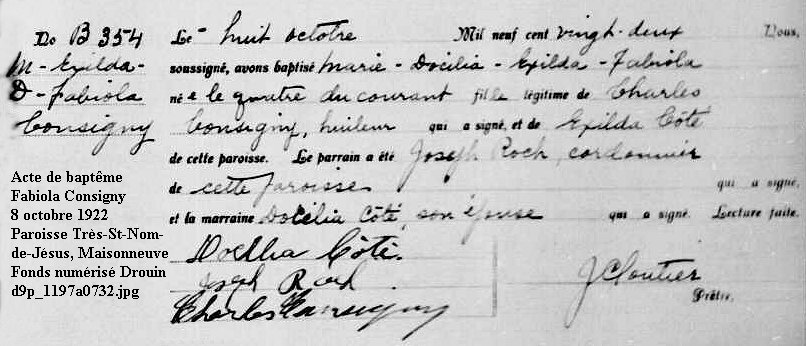 No B 354
M - Exilda -
D - Fabiola
Consigny
Le huit octobre Mil neuf cent vingt-deux Nous,
soussigné, avons baptisé Marie - Docilia - Exilda - Fabiola
né e le quatre du courant fille légitime de Charles
Consigny, huileur qui a signé, et de Exilda Côté
de cette paroisse. Le parrain a été Joseph Roch, cordonnier
de cette paroisse qui a signé,
et la marraine Docilia Côté, son épouse qui a signé. Lecture faite.
Docilia Côté.
Joseph Roch
Charles Consigny
J Cloutier
Prêtre.
Acte de baptême
Fabiola Consigny
8 octobre 1922
Paroisse Très-St-Nom-
de-Jésus, Maisonneuve
Fonds numérisé Drouin
d9p_1197a0732.jpg